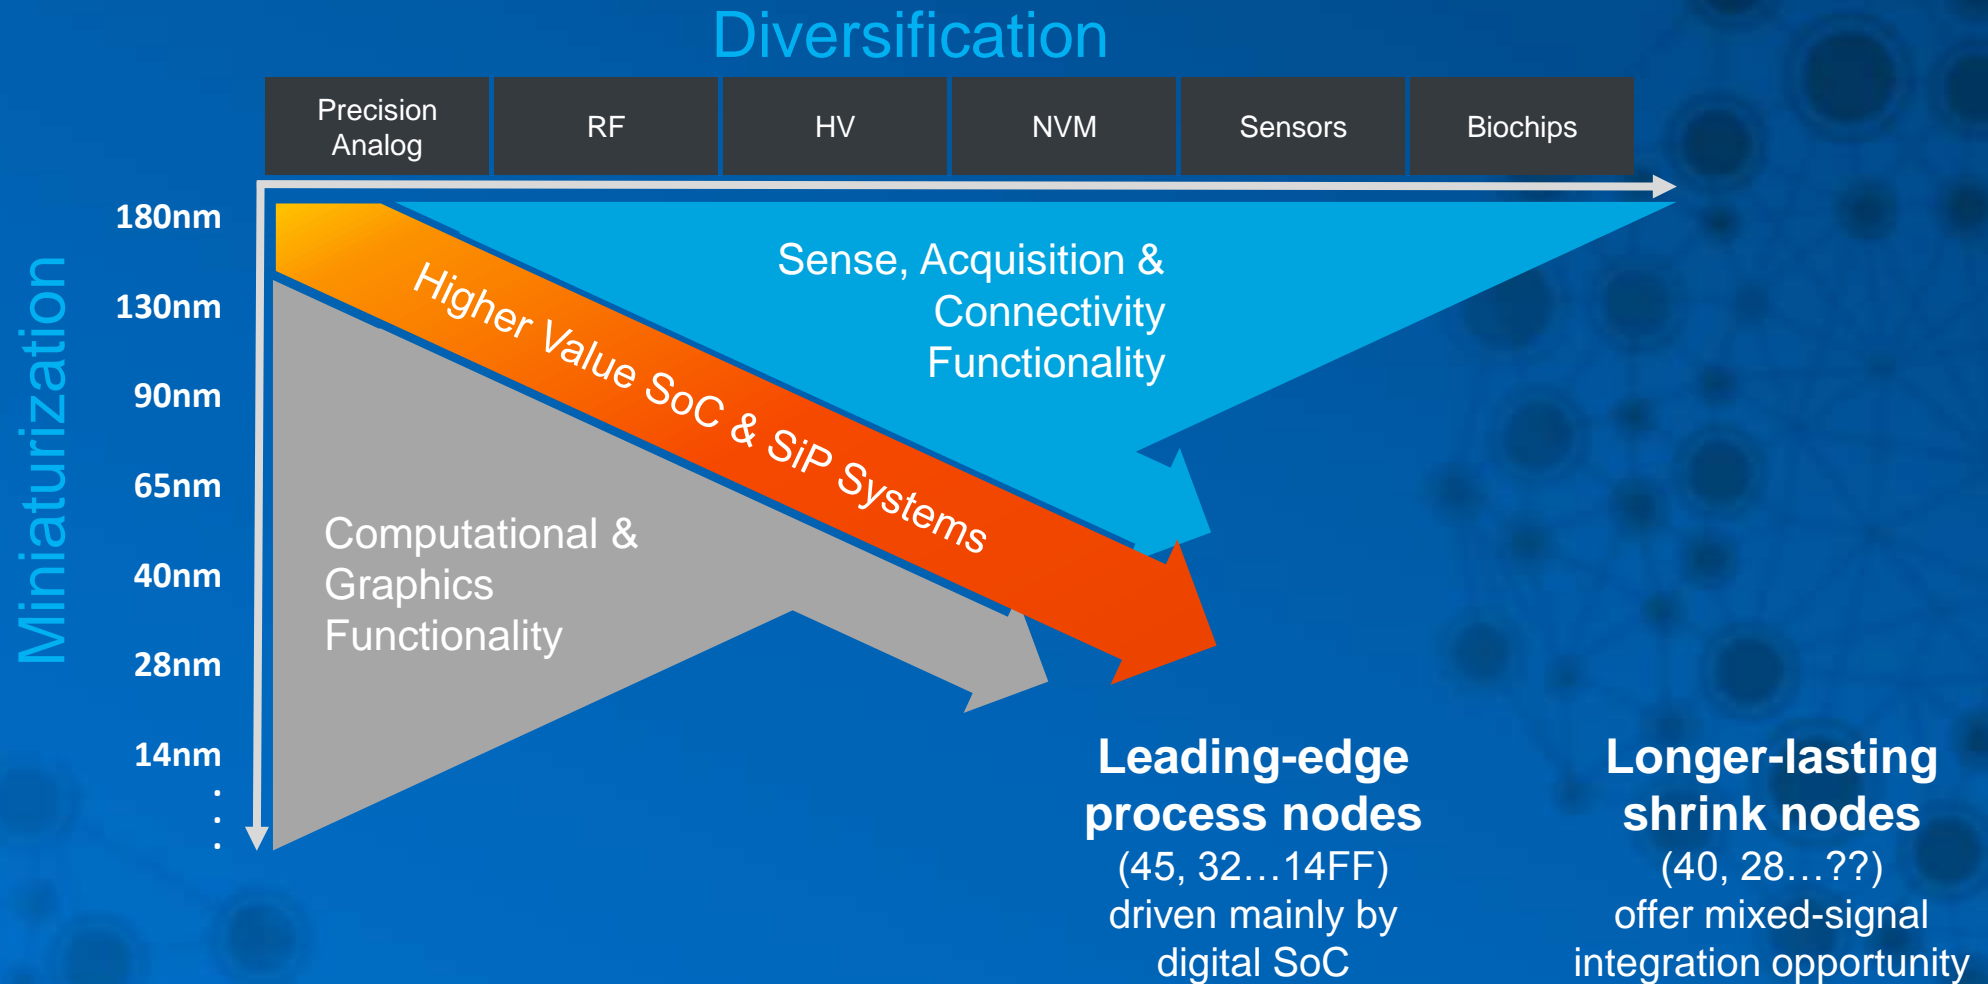 Diversification
Precision
Analog
RF
HV
NVM
Sensors
Biochips
Miniaturization
180nm
130nm
90nm
65nm
40nm
28nm
14nm
.
.
.
Sense, Acquisition &
Connectivity
Functionality
Higher Value SoC & SiP Systems
Computational &
Graphics
Functionality
Leading-edge
process nodes
(45, 32…14FF)
driven mainly by
digital SoC
Longer-lasting
shrink nodes
(40, 28…??)
offer mixed-signal
integration opportunity